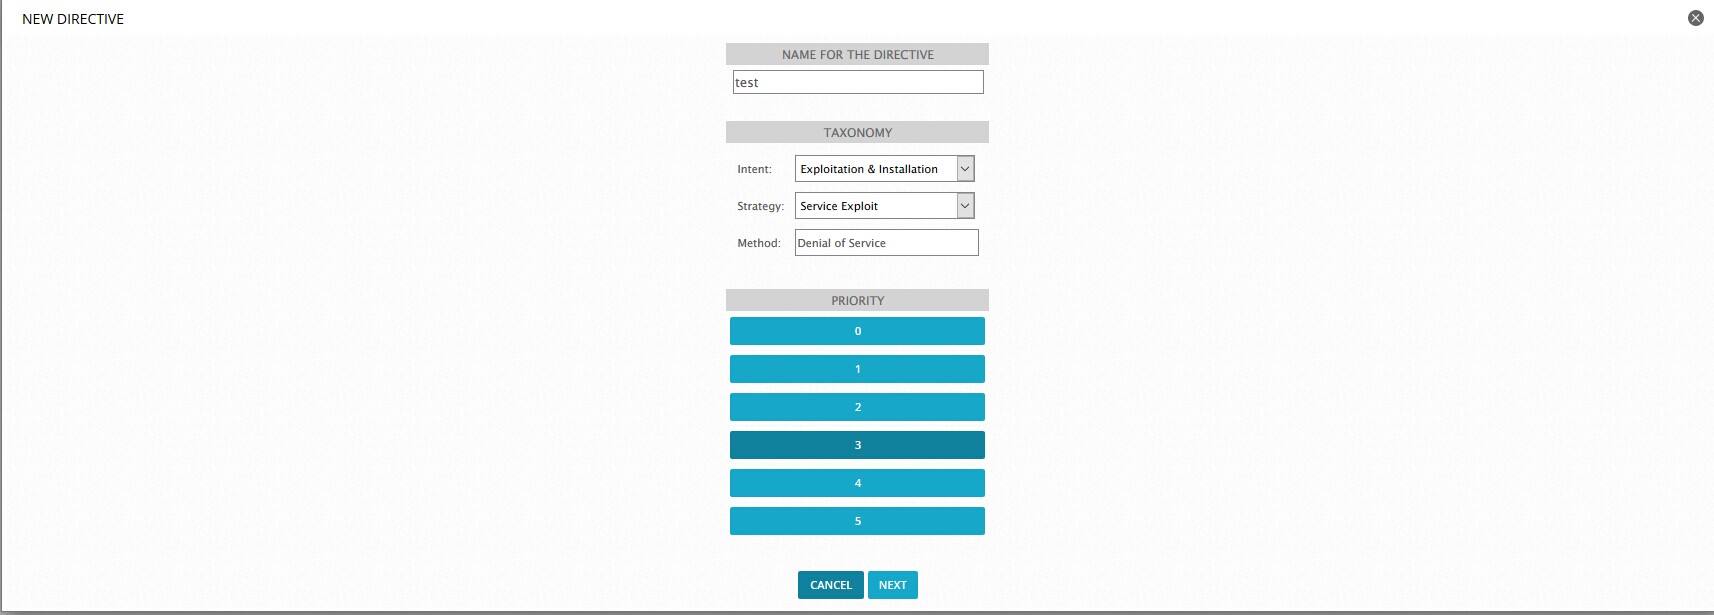 NEW DIRECTIVE
NAME FOR THE DIRECTIVE
test
TAXONOMY
Intent: Exploitation & Installation
Strategy: Service Exploit
Method: Denial of Service
PRIORITY
0
1
2
3
4
5
CANCEL NEXT